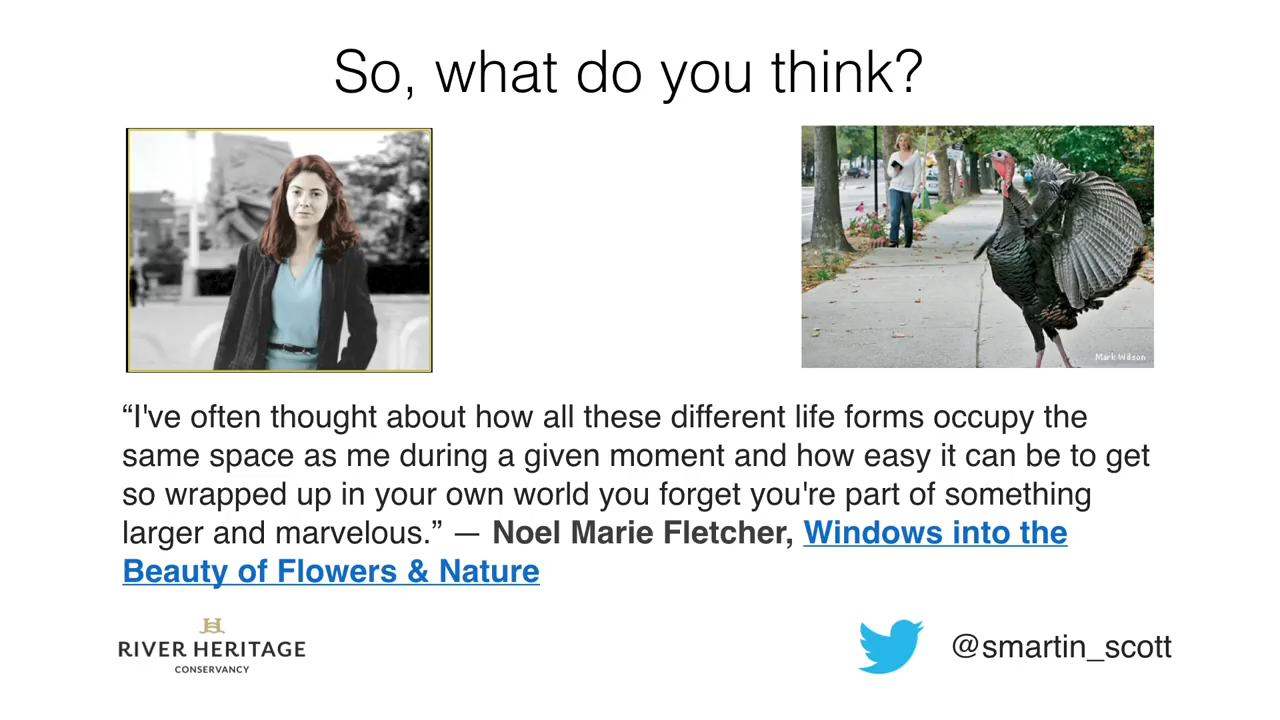 So, what do you think?
Mark Wilson
“I've often thought about how all these different life forms occupy the
same space as me during a given moment and how easy it can be to get
so wrapped up in your own world you forget you're part of something
larger and marvelous.” — Noel Marie Fletcher, Windows into the
Beauty of Flowers & Nature
RIVER HERITAGE
CONSERVANCY
@smartin_scott